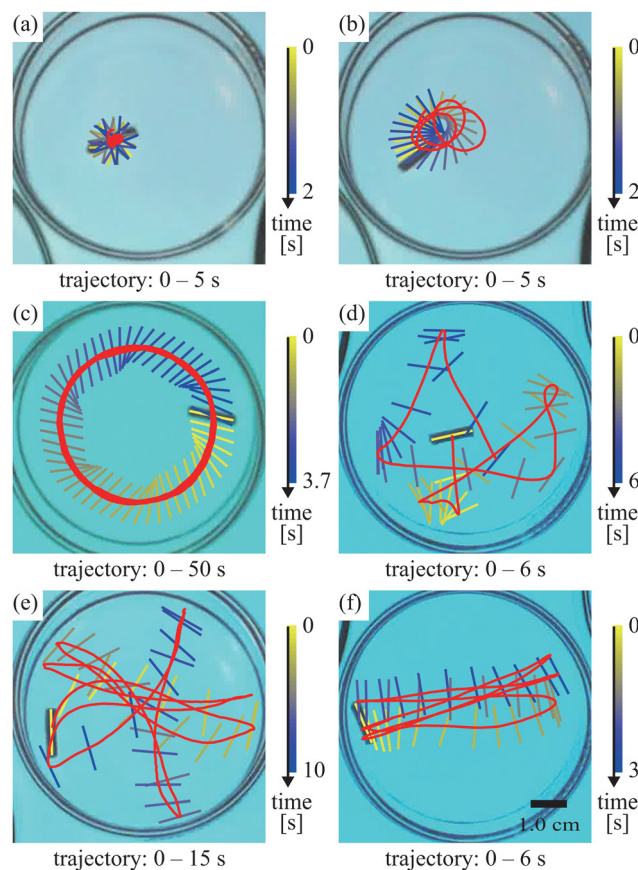 (a)
0
2
time
[s]
trajectory: 0 – 5 s
(b)
0
2
time
[s]
trajectory: 0 – 5 s
(c)
0
3.7
time
[s]
trajectory: 0 – 50 s
(d)
0
6
time
[s]
trajectory: 0 – 6 s
(e)
0
10
time
[s]
trajectory: 0 – 15 s
(f)
0
3
time
[s]
1.0 cm
trajectory: 0 – 6 s